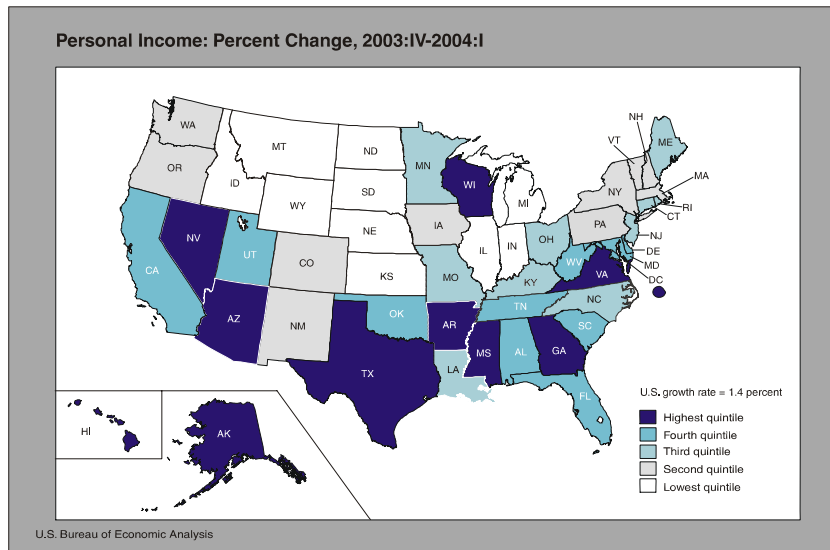 Personal Income: Percent Change, 2003:IV-2004:I
WA
OR
CA
NV
ID
MT
WY
UT
AZ
CO
NM
ND
SD
NE
KS
OK
TX
MN
IA
MO
AR
LA
WI
IL
MI
IN
OH
KY
TN
MS
AL
GA
FL
SC
NC
VA
WV
PA
NY
VT
NH
ME
MA
RI
CT
NJ
DE
MD
DC
HI
AK
U.S. growth rate = 1.4 percent
Highest quintile
Fourth quintile
Third quintile
Second quintile
Lowest quintile
U.S. Bureau of Economic Analysis